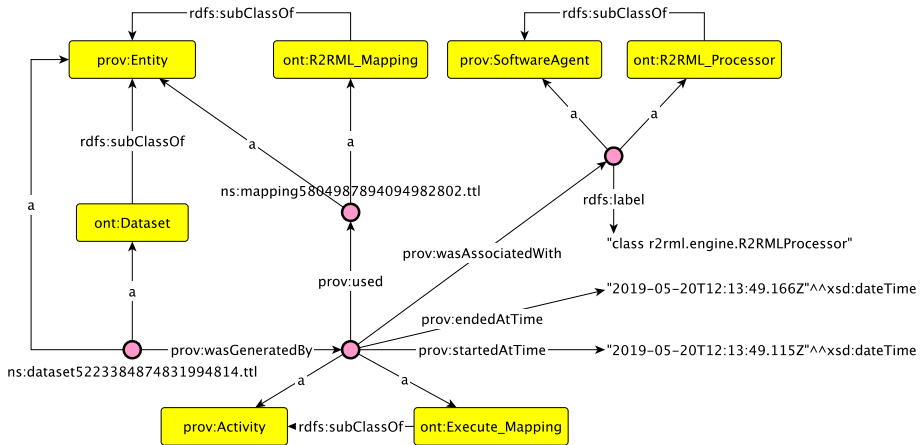 rdfs:subClassOf
rdfs:subClassOf
prov:Entity
ont:R2RML_Mapping
prov:SoftwareAgent
ont:R2RML_Processor
a
a
rdfs:subClassOf
a
a
ns:mapping5804987894094982802.ttl
rdfs:label
a
ont:Dataset
"class r2rml.engine.R2RMLProcessor"
prov:wasAssociatedWith
prov:used
a
"2019-05-20T12:13:49.166Z"^^xsd:dateTime
prov:endedAtTime
prov:wasGeneratedBy
prov:startedAtTime
"2019-05-20T12:13:49.115Z"^^xsd:dateTime
ns:dataset5223384874831994814.ttl
a
a
prov:Activity
rdfs:subClassOf
ont:Execute_Mapping